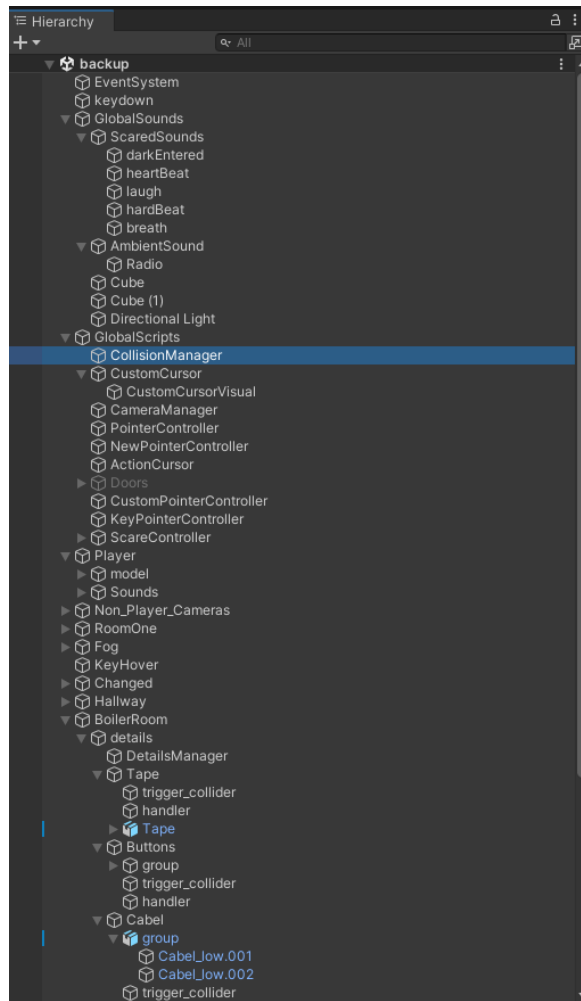 Hierarchy
All
backup
EventSystem
keydown
GlobalSounds
ScaredSounds
darkEntered
heartBeat
laugh
hardBeat
breath
AmbientSound
Radio
Cube
Cube (1)
Directional Light
GlobalScripts
CollisionManager
CustomCursor
CustomCursorVisual
CameraManager
PointerController
NewPointerController
ActionCursor
Doors
CustomPointerController
KeyPointerController
ScareController
Player
model
Sounds
Non_Player_Cameras
RoomOne
Fog
KeyHover
Changed
Hallway
BoilerRoom
details
DetailsManager
Tape
trigger_collider
handler
Tape
Buttons
group
trigger_collider
handler
Cabel
group
Cabel_low.001
Cabel_low.002
trigger_collider